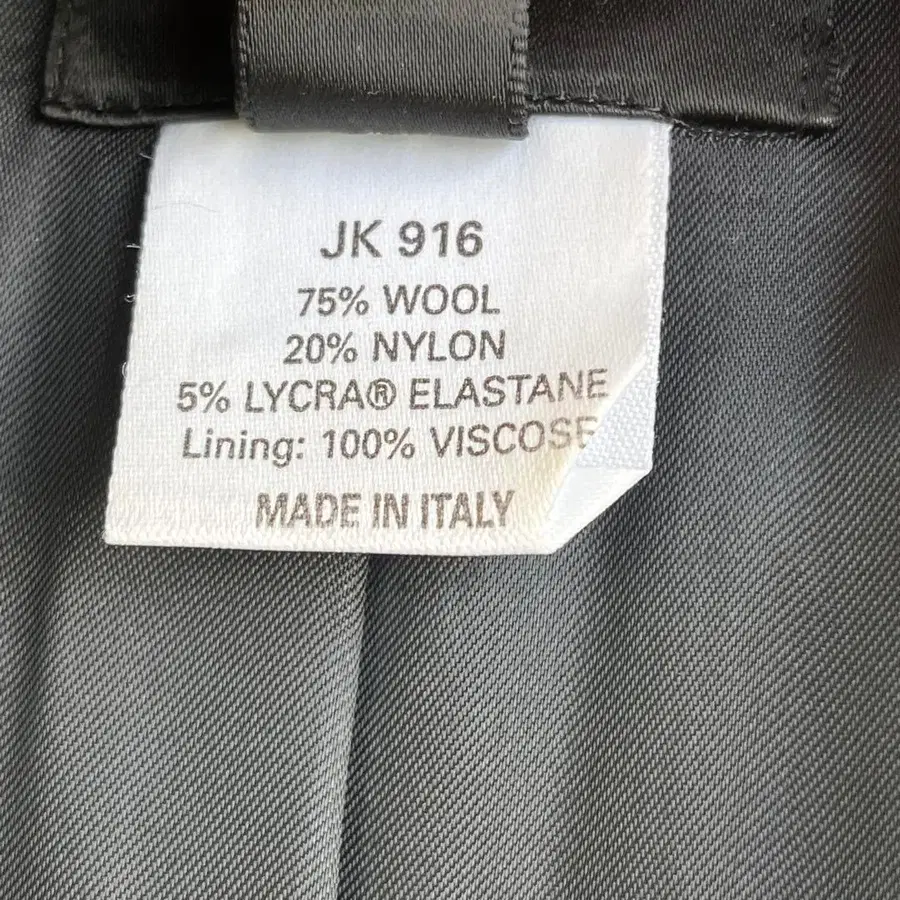 JK 916
75% WOOL
20% NYLON
5% LYCRA® ELASTANE
Lining: 100% VISCOSE
MADE IN ITALY